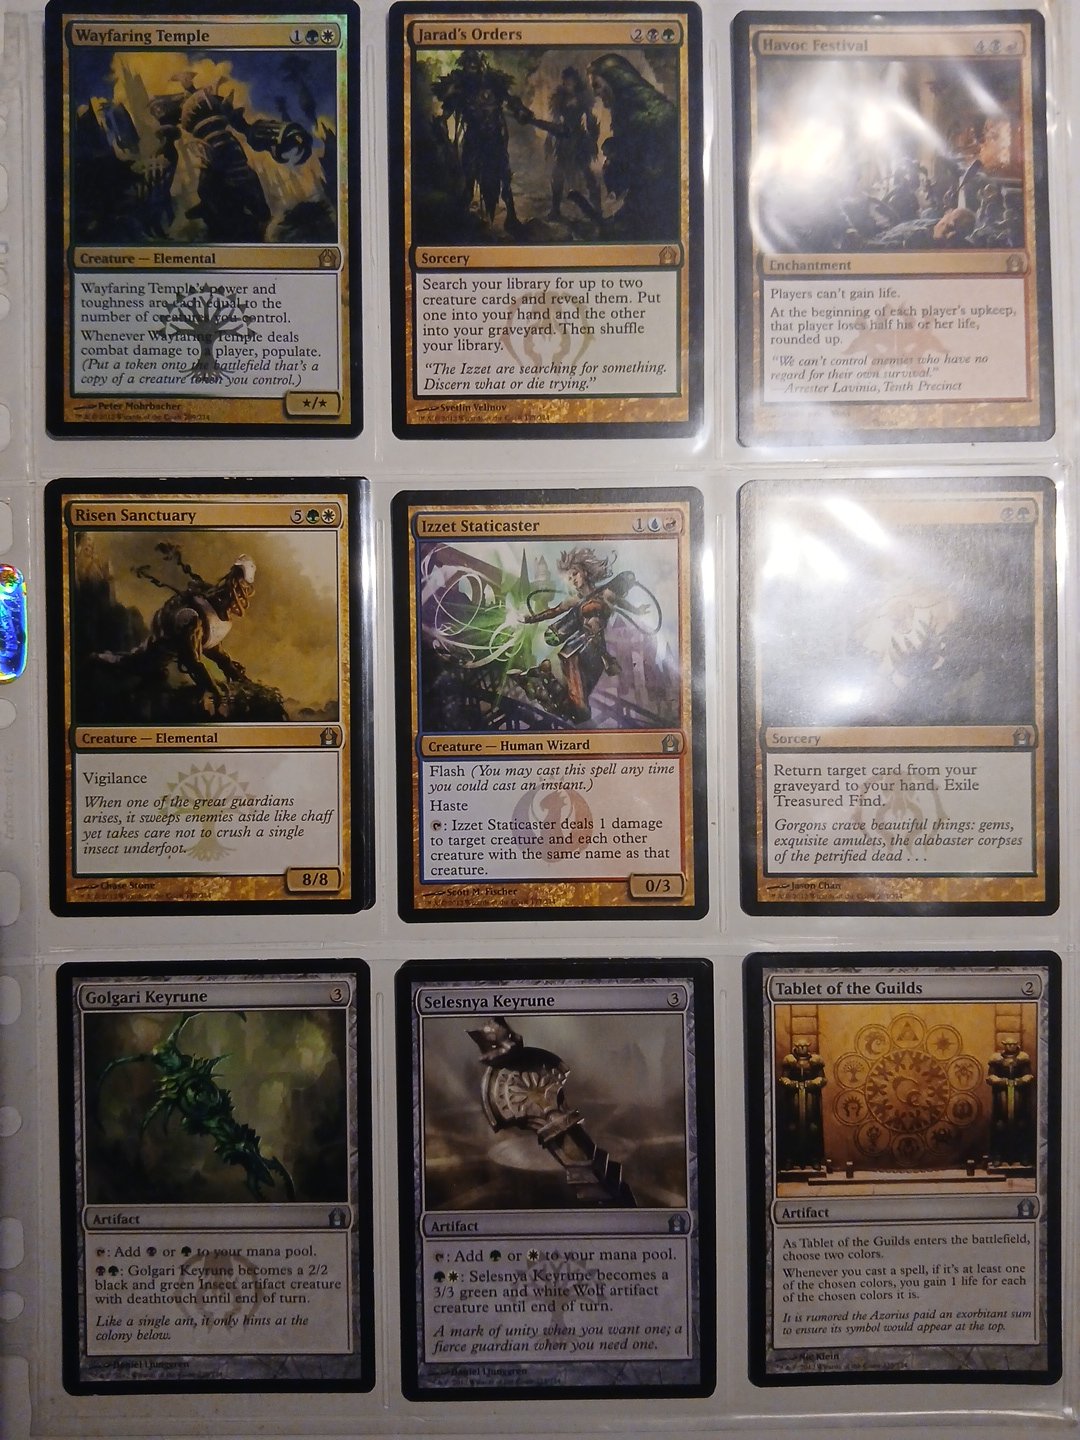 Wayfaring Temple 1
Creature — Elemental
Wayfaring Temple's power and
toughness are each equal to the
number of creatures you control.
Whenever Wayfaring Temple deals
combat damage to a player, populate.
(Put a token onto the battlefield that's a
copy of a creature token you control.)
Peter Mohrbacher
*/*
Jarad's Orders 2
Sorcery
Search your library for up to two
creature cards and reveal them. Put
one into your hand and the other
into your graveyard. Then shuffle
your library.
"The Izzet are searching for something.
Discern what or die trying."
Svetlin Velinov
Havoc Festival 4
Enchantment
Players can't gain life.
At the beginning of each player's upkeep,
that player loses half his or her life,
rounded up.
"We can't control enemies who have no
regard for their own survival."
Arrester Lavinia, Tenth Precinct
Risen Sanctuary 5
Creature — Elemental
Vigilance
When one of the great guardians
arises, it sweeps enemies aside like chaff
yet takes care not to crush a single
insect underfoot.
Chase Stone
8/8
Izzet Staticaster 1
Creature — Human Wizard
Flash (You may cast this spell any time
you could cast an instant.)
Haste
: Izzet Staticaster deals 1 damage
to target creature and each other
creature with the same name as that
creature.
Scott M. Fischer
0/3
Sorcery
Return target card from your
graveyard to your hand. Exile
Treasured Find.
Gorgons crave beautiful things: gems,
exquisite amulets, the alabaster corpses
of the petrified dead . . .
Jason Chan
Golgari Keyrune 3
Artifact
: Add or to your mana pool.
: Golgari Keyrune becomes a 2/2
black and green Insect artifact creature
with deathtouch until end of turn.
Like a single ant, it only hints at the
colony below.
Daniel Ljunggren
Selesnya Keyrune 3
Artifact
: Add or to your mana pool.
: Selesnya Keyrune becomes a
3/3 green and white Wolf artifact
creature until end of turn.
A mark of unity when you want one; a
fierce guardian when you need one.
Daniel Ljunggren
Tablet of the Guilds 2
Artifact
As Tablet of the Guilds enters the battlefield,
choose two colors.
Whenever you cast a spell, if it's at least one
of the chosen colors, you gain 1 life for each
of the chosen colors it is.
It is rumored the Azorius paid an exorbitant sum
to ensure its symbol would appear at the top.
Nic Klein